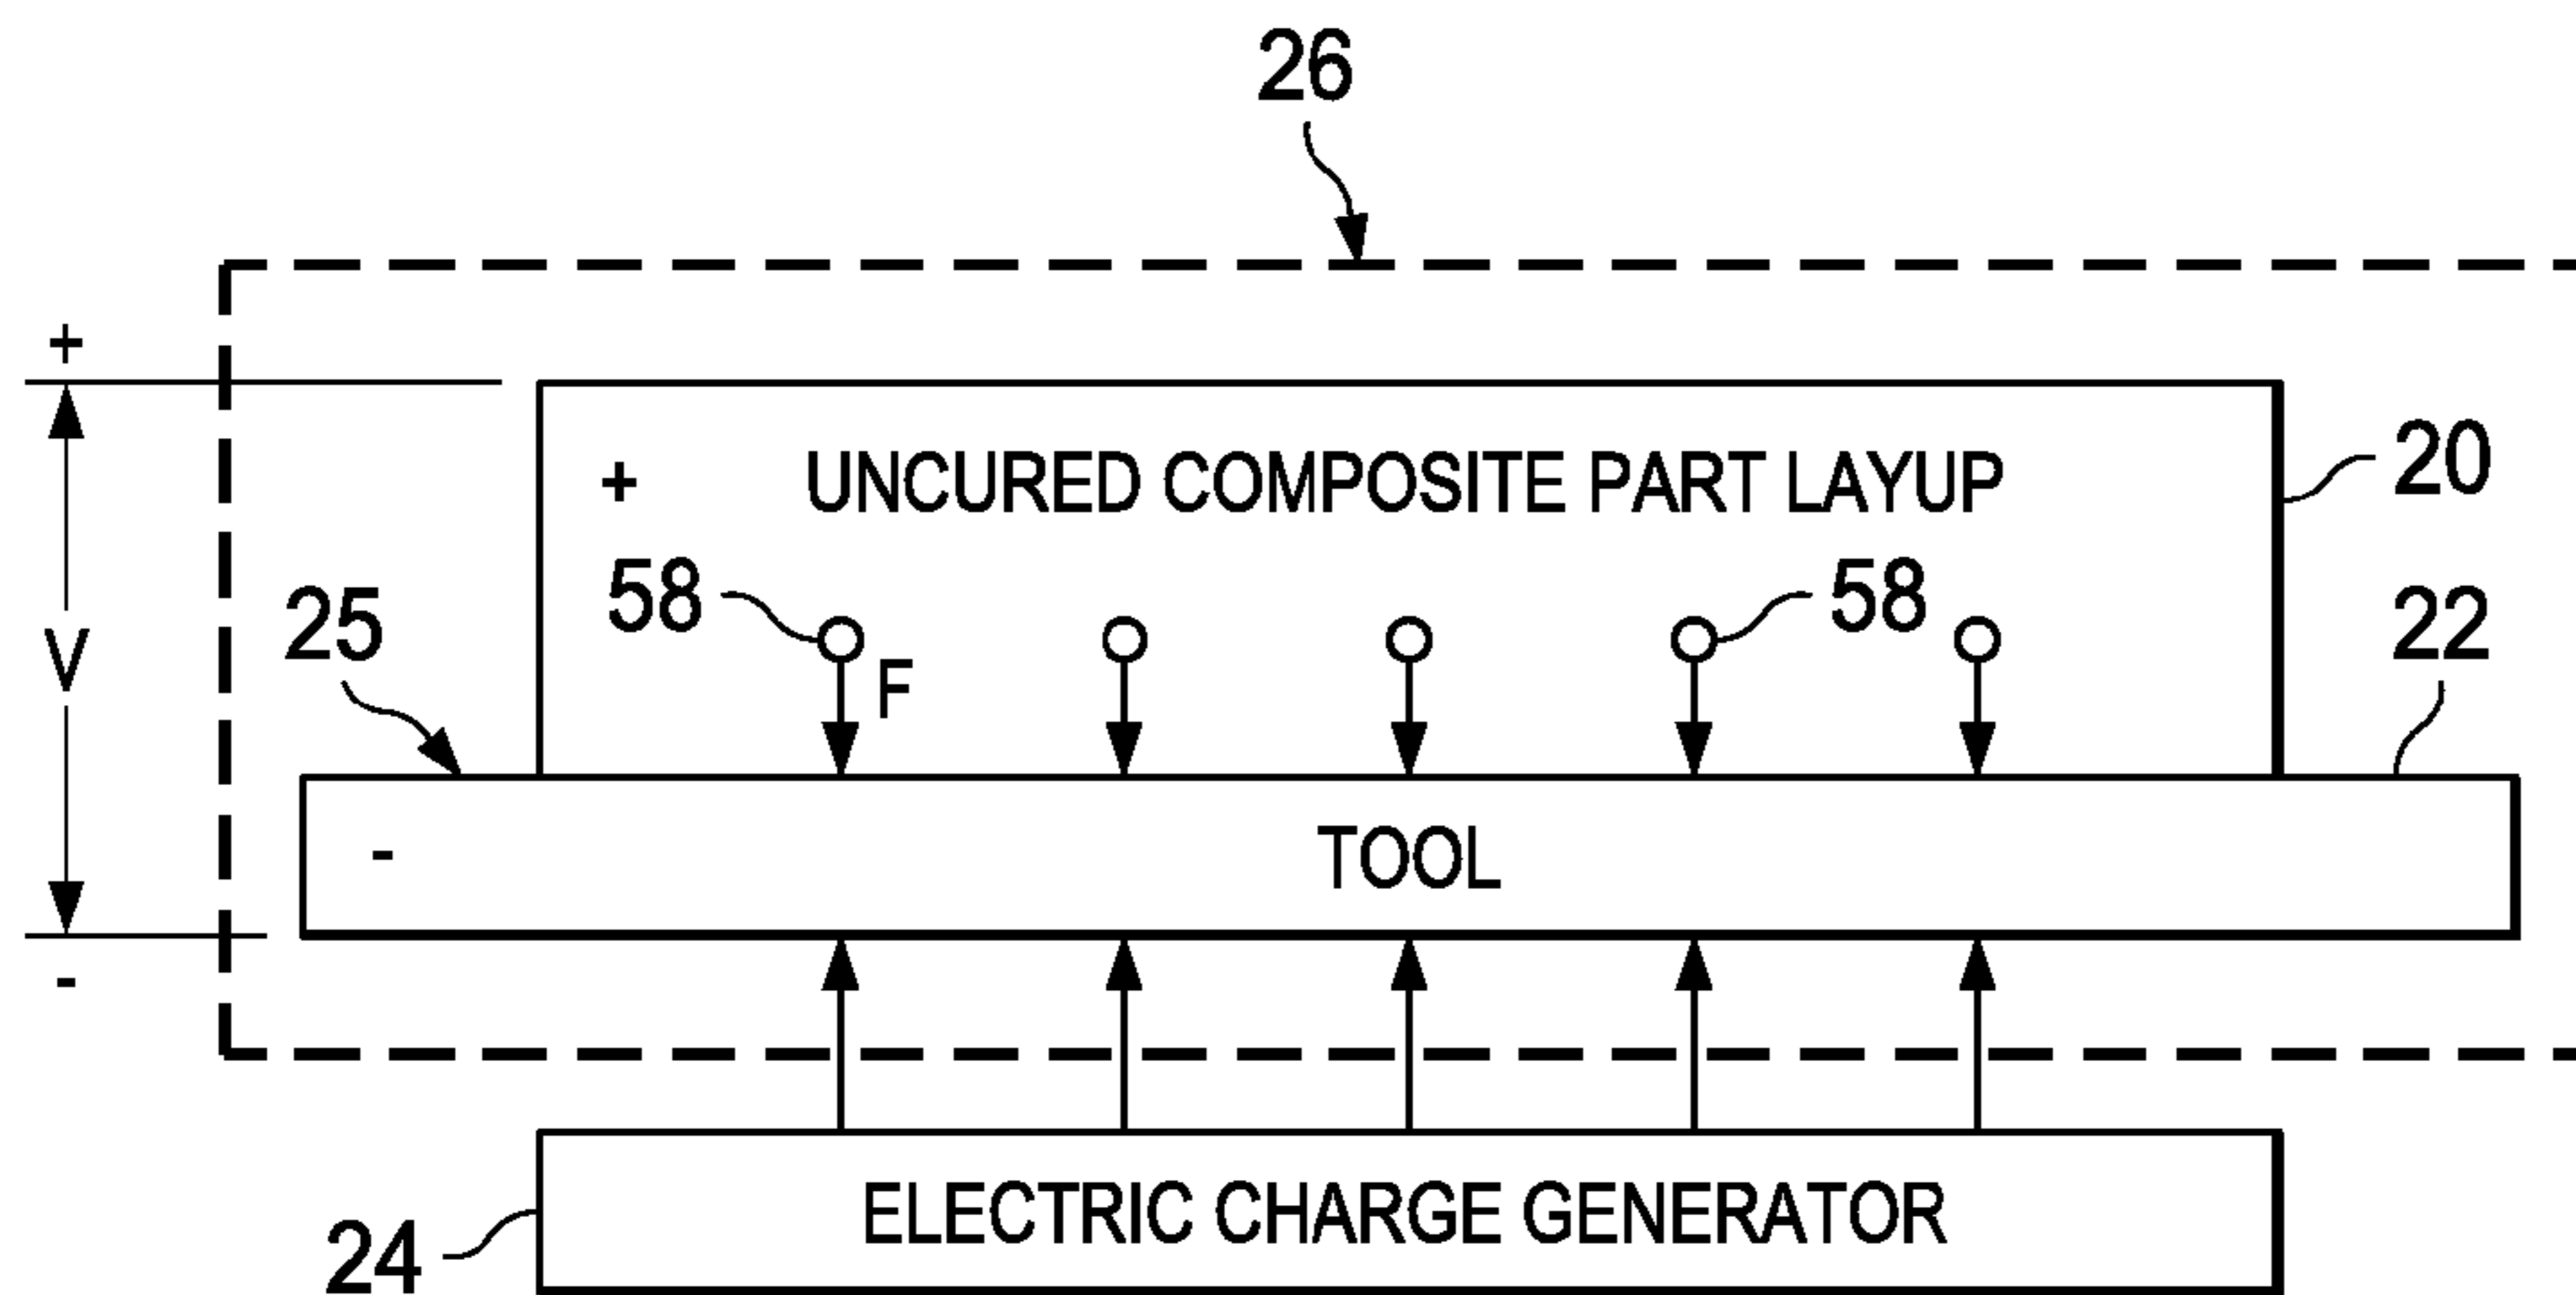 26
+
+ UNCURED COMPOSITE PART LAYUP
20
58
58
25
22
V
F
- TOOL
-
ELECTRIC CHARGE GENERATOR
24